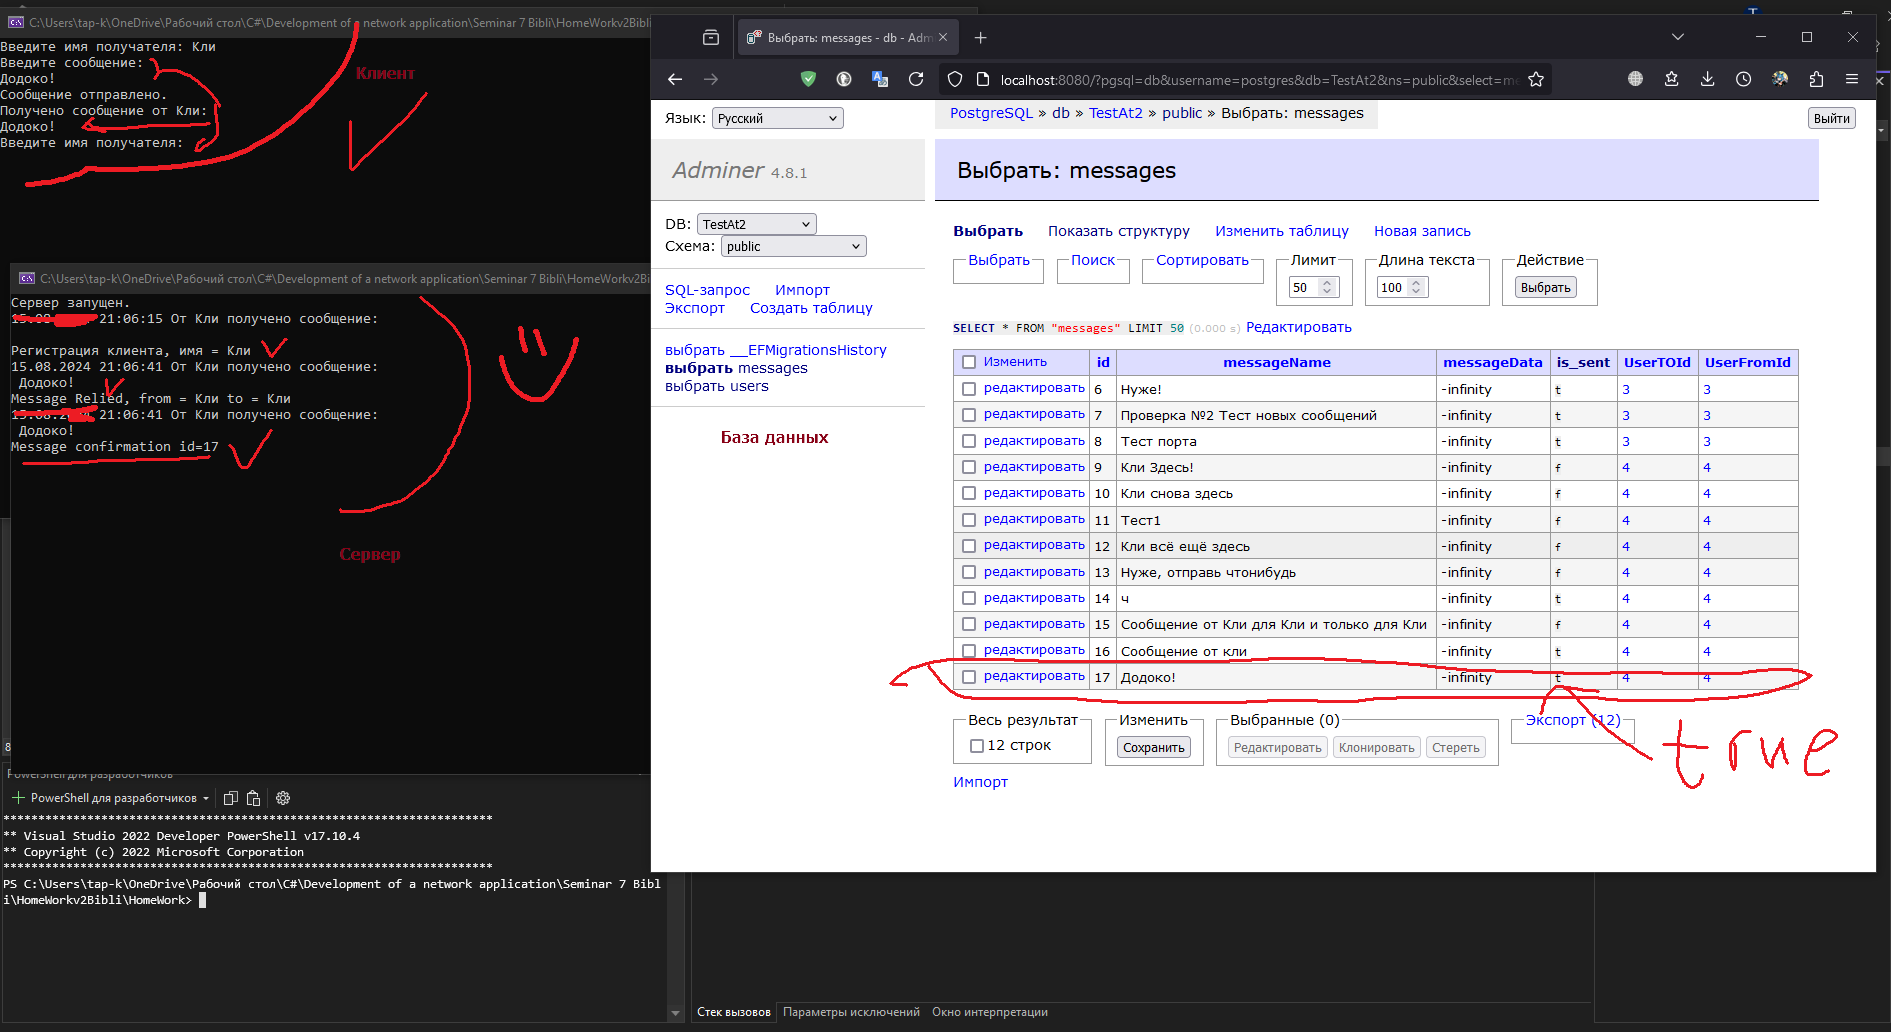 C:\Users\tap-k\OneDrive\Рабочий стол\C#\Development of a network application\Seminar 7 Bibli\HomeWorkv2Bibl
Введите имя получателя: Кли
Введите сообщение:
Додоко!
Сообщение отправлено.
Получено сообщение от Кли:
Додоко!
Введите имя получателя:
Клиент
C:\Users\tap-k\OneDrive\Рабочий стол\C#\Development of a network application\Seminar 7 Bibli\HomeWorkv2Bibl
Сервер запущен.
21:06:15 От Кли получено сообщение:
Регистрация клиента, имя = Кли
15.08.2024 21:06:41 От Кли получено сообщение:
Додоко!
Message Relied, from = Кли to = Кли
21:06:41 От Кли получено сообщение:
Додоко!
Message confirmation id=17
Сервер
PowerShell для разработчиков
PowerShell для разработчиков
**********************************************************************
** Visual Studio 2022 Developer PowerShell v17.10.4
** Copyright (c) 2022 Microsoft Corporation
**********************************************************************
PS C:\Users\tap-k\OneDrive\Рабочий стол\C#\Development of a network application\Seminar 7 Bibl
i\HomeWorkv2Bibli\HomeWork>
Выбрать: messages - db - Adm
localhost:8080/?pgsql=db&username=postgres&db=TestAt2&ns=public&select=me
Язык: Русский
PostgreSQL » db » TestAt2 » public » Выбрать: messages
Выйти
Adminer 4.8.1
Выбрать: messages
DB: TestAt2
Схема: public
SQL-запрос Импорт
Экспорт Создать таблицу
выбрать __EFMigrationsHistory
выбрать messages
выбрать users
База данных
Выбрать Показать структуру Изменить таблицу Новая запись
Выбрать Поиск Сортировать Лимит Длина текста Действие
50 100 Выбрать
SELECT * FROM "messages" LIMIT 50 (0.000 s) Редактировать
Изменить id messageName messageData is_sent UserTOId UserFromId
редактировать 6 Нуже! -infinity t 3 3
редактировать 7 Проверка №2 Тест новых сообщений -infinity t 3 3
редактировать 8 Тест порта -infinity t 3 3
редактировать 9 Кли Здесь! -infinity f 4 4
редактировать 10 Кли снова здесь -infinity f 4 4
редактировать 11 Тест1 -infinity f 4 4
редактировать 12 Кли всё ещё здесь -infinity f 4 4
редактировать 13 Нуже, отправь чтонибудь -infinity f 4 4
редактировать 14 ч -infinity t 4 4
редактировать 15 Сообщение от Кли для Кли и только для Кли -infinity f 4 4
редактировать 16 Сообщение от кли -infinity t 4 4
редактировать 17 Додоко! -infinity t 4 4
Весь результат Изменить Выбранные (0) Экспорт (12)
12 строк Сохранить Редактировать Клонировать Стереть
true
Импорт
Стек вызовов Параметры исключений Окно интерпретации